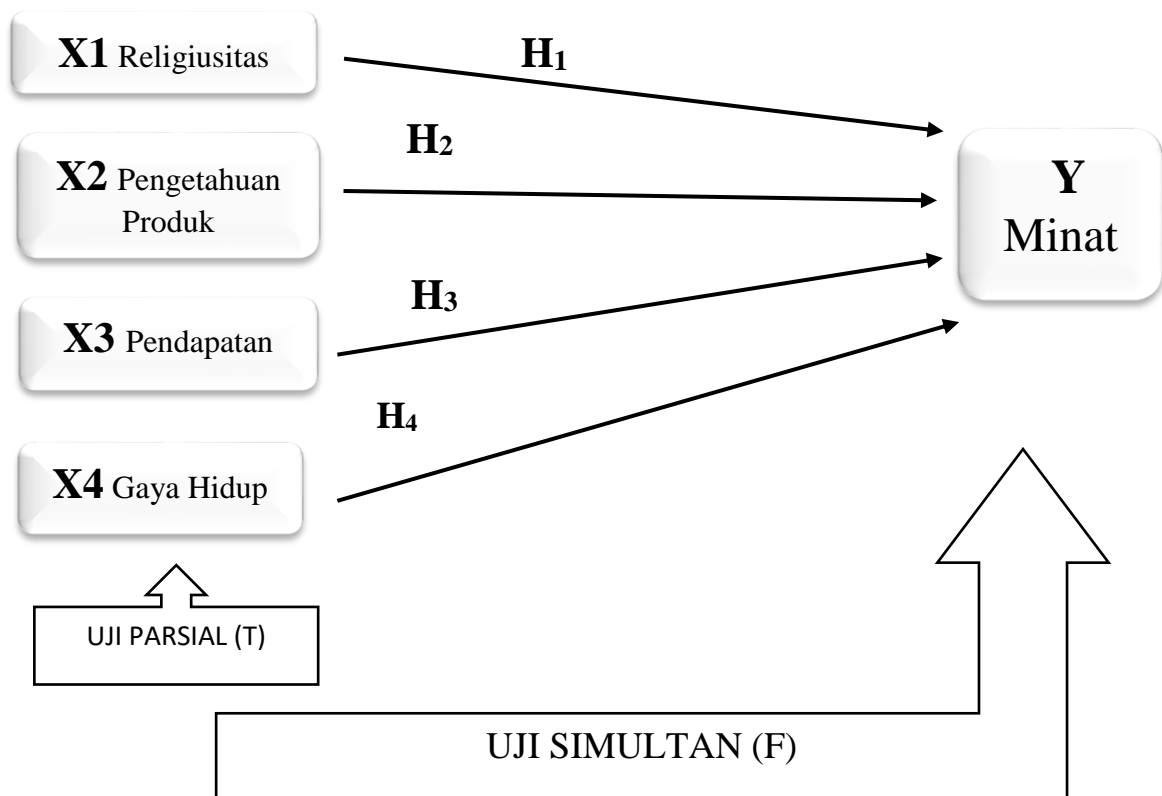 X1 Religiusitas
H1
X2 Pengetahuan
Produk
H2
X3 Pendapatan
H3
X4 Gaya Hidup
H4
Y
Minat
UJI PARSIAL (T)
UJI SIMULTAN (F)